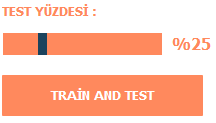 TEST YÜZDESİ :
%25
TRAİN AND TEST